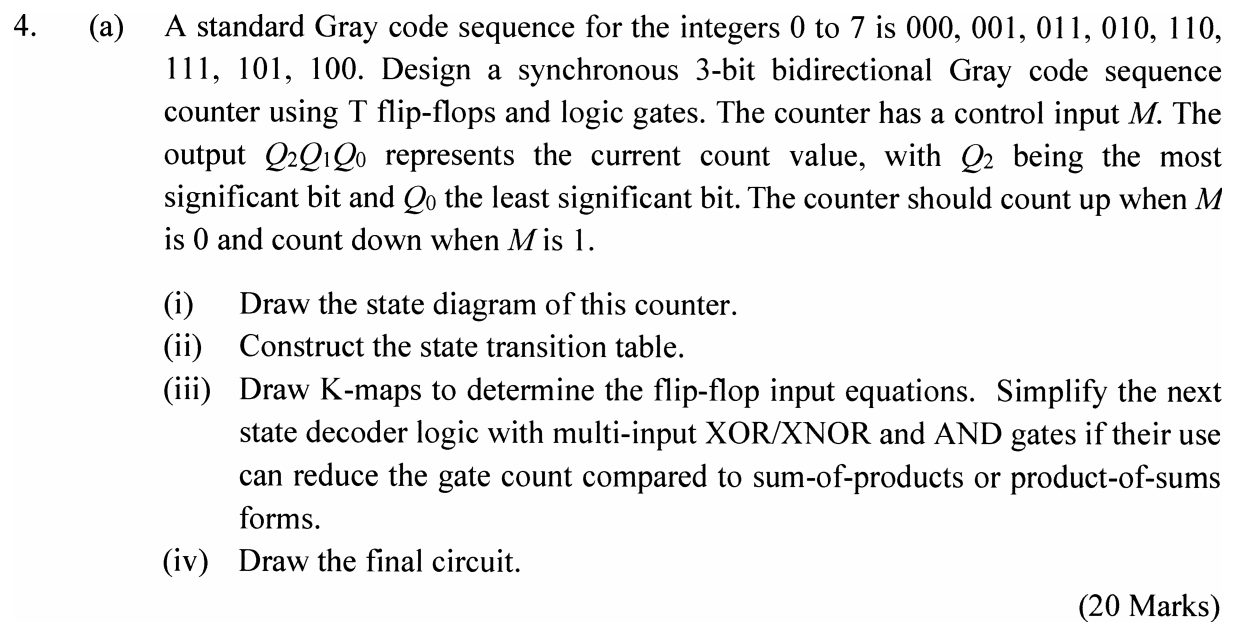 4. (a) A standard Gray code sequence for the integers 0 to 7 is 000, 001, 011, 010, 110,
111, 101, 100. Design a synchronous 3-bit bidirectional Gray code sequence
counter using T flip-flops and logic gates. The counter has a control input M. The
output Q2Q1Q0 represents the current count value, with Q2 being the most
significant bit and Q0 the least significant bit. The counter should count up when M
is 0 and count down when M is 1.
(i) Draw the state diagram of this counter.
(ii) Construct the state transition table.
(iii) Draw K-maps to determine the flip-flop input equations. Simplify the next
state decoder logic with multi-input XOR/XNOR and AND gates if their use
can reduce the gate count compared to sum-of-products or product-of-sums
forms.
(iv) Draw the final circuit.
(20 Marks)